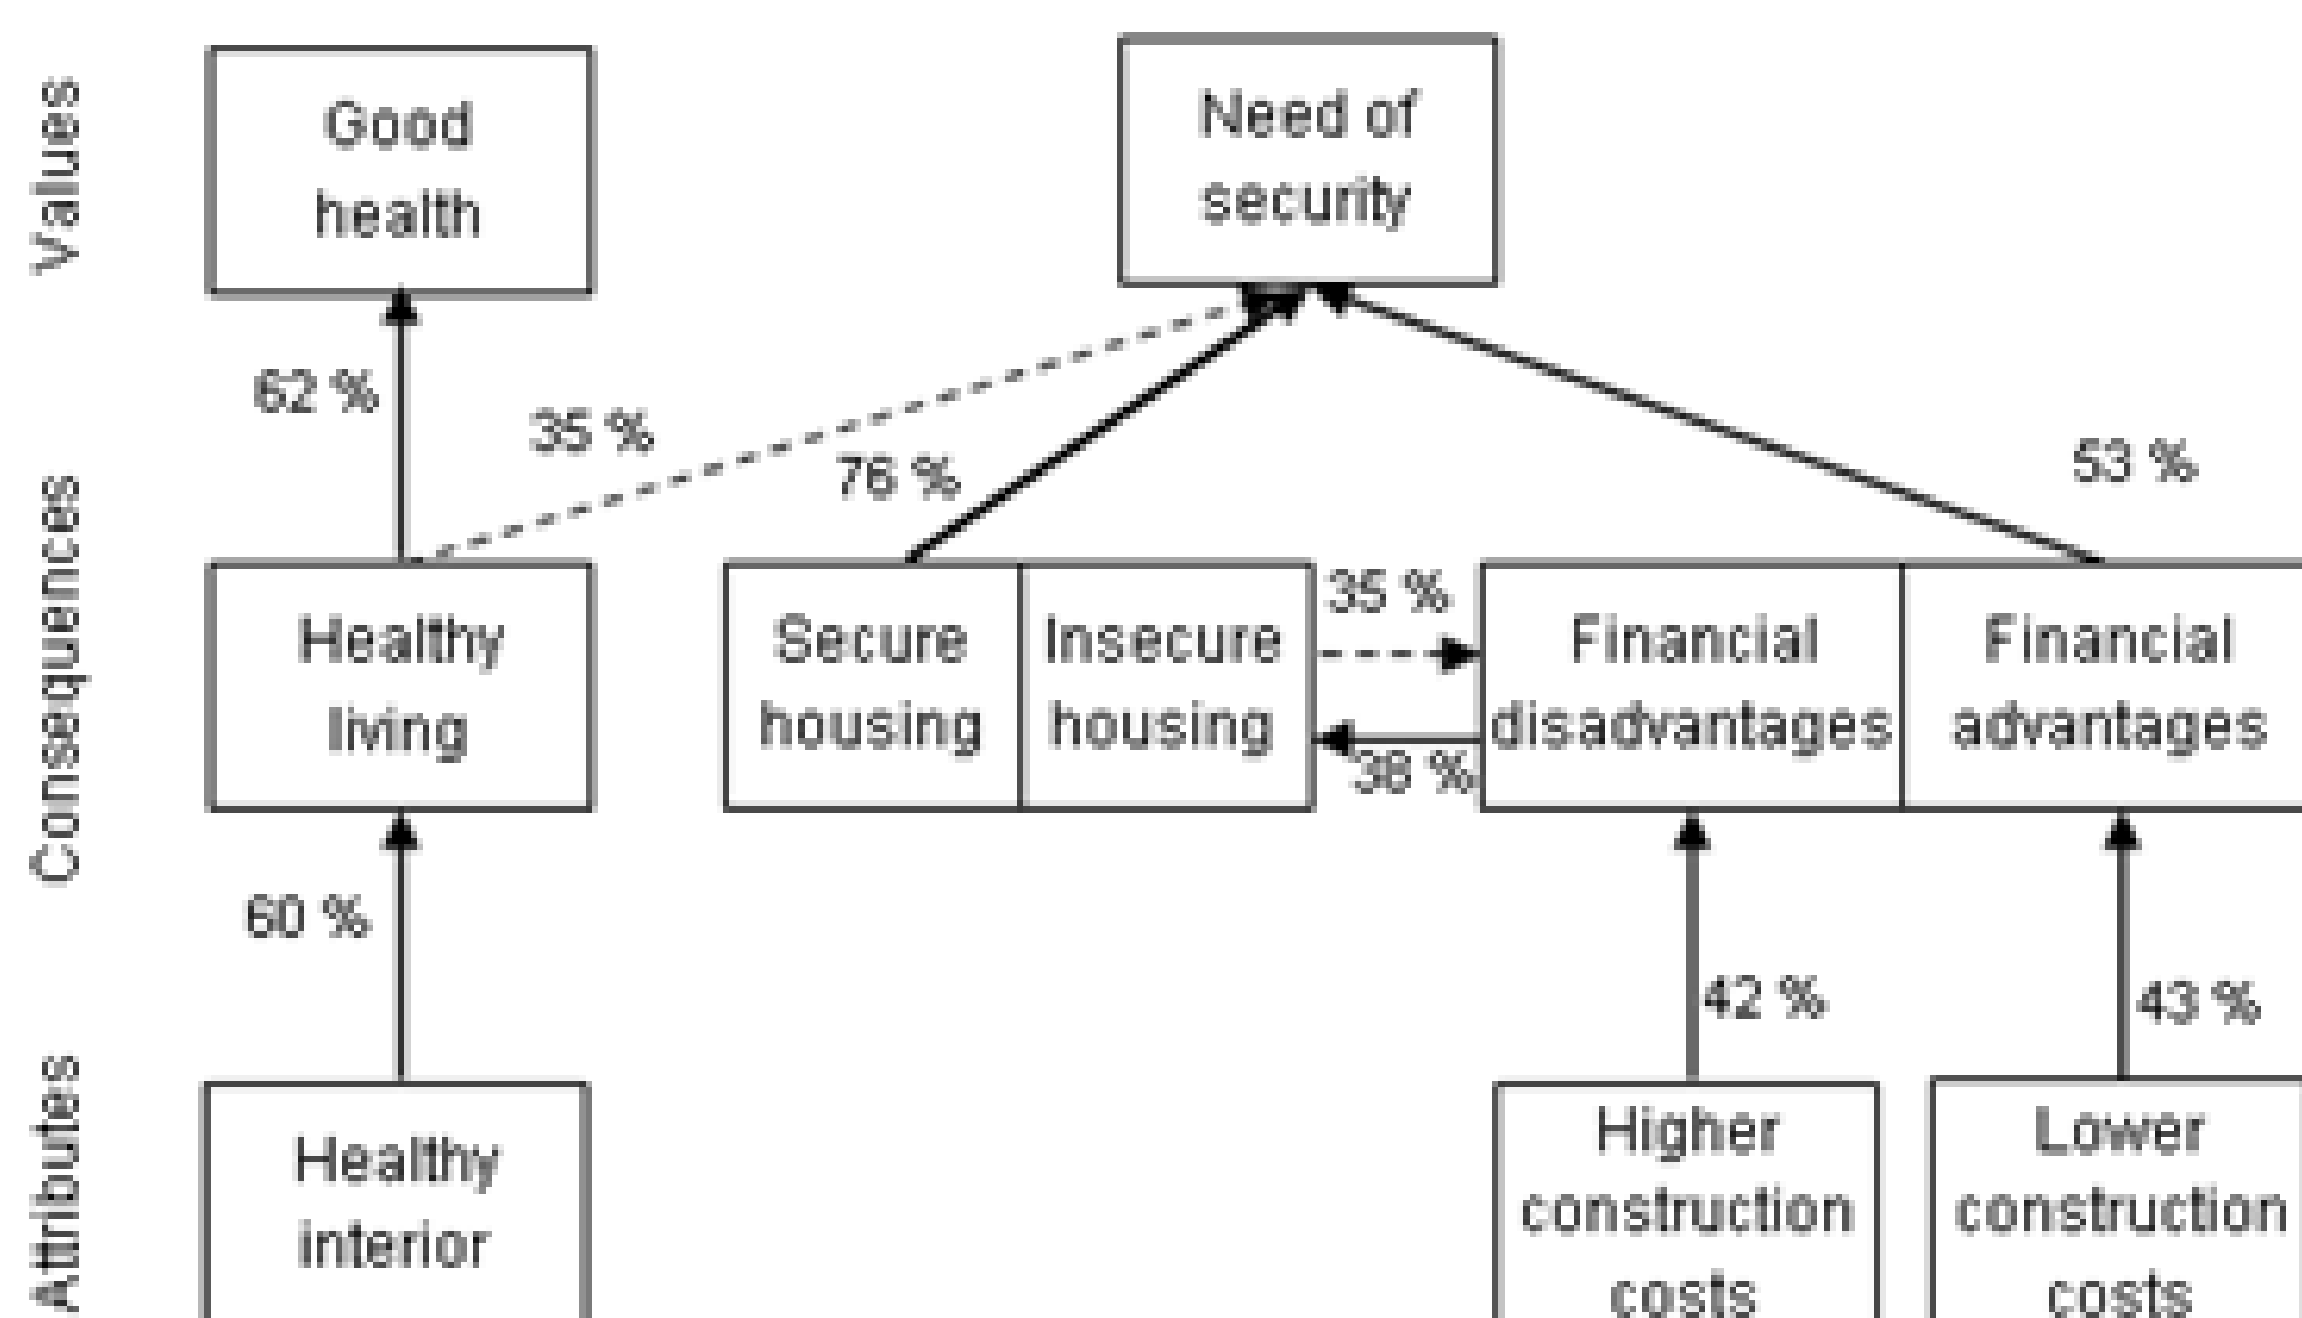 Values
Good
health
Need of
security
62 %
35 %
76 %
53 %
Consequences
Healthy
living
Secure
housing
Insecure
housing
35 %
38 %
Financial
disadvantages
Financial
advantages
60 %
42 %
43 %
Attributes
Healthy
interior
Higher
construction
costs
Lower
construction
costs